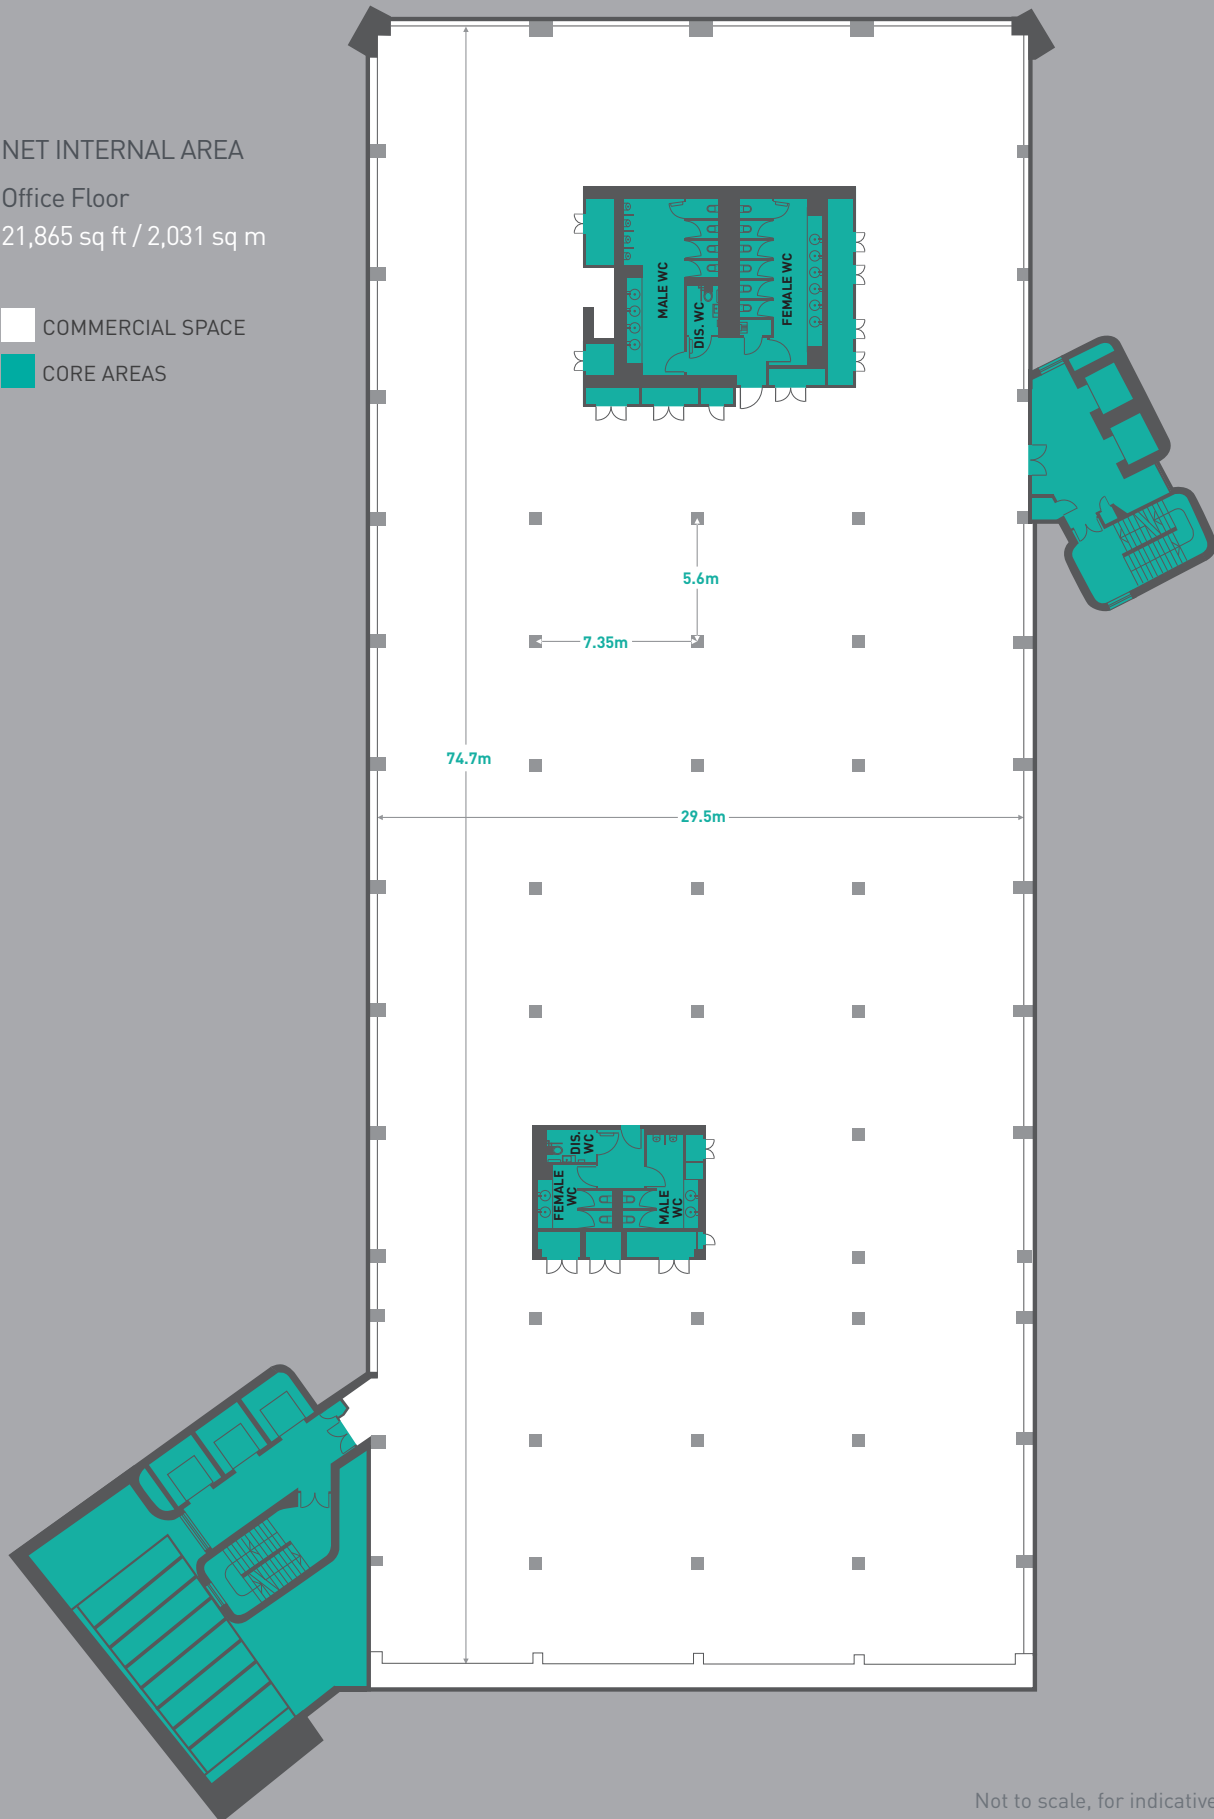 NET INTERNAL AREA
Office Floor
21,865 sq ft / 2,031 sq m
COMMERCIAL SPACE
CORE AREAS
MALE WC
DIS. WC
FEMALE WC
5.6m
7.35m
74.7m
29.5m
DIS.
WC
FEMALE
WC
MALE
WC
Not to scale, for indicative